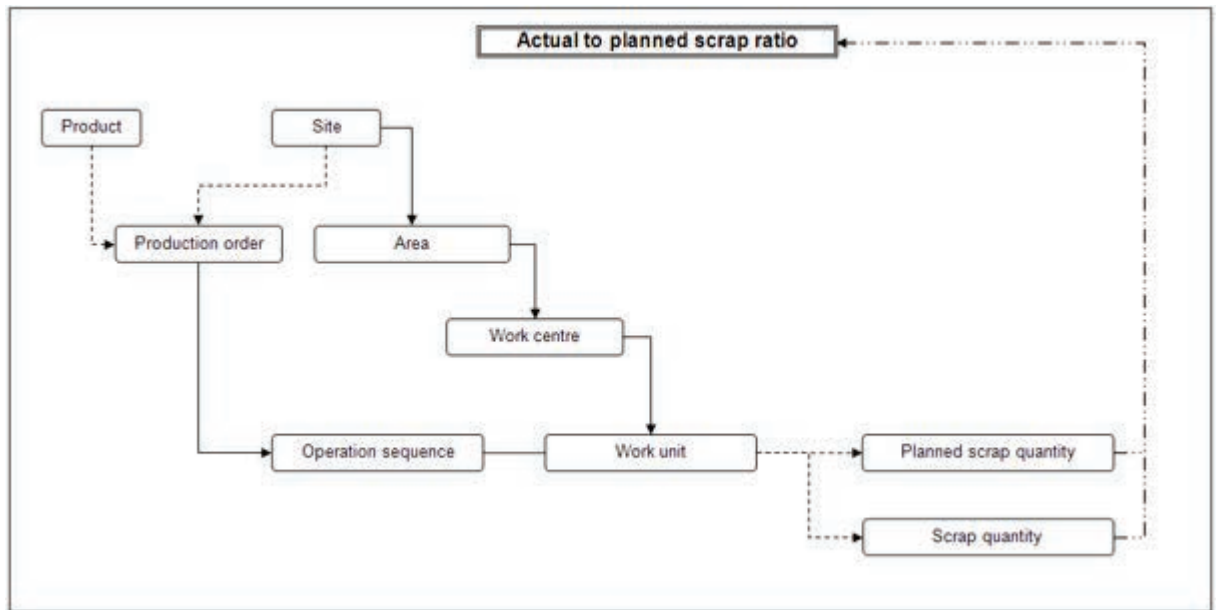 Actual to planned scrap ratio
Product
Site
Production order
Area
Work centre
Operation sequence
Work unit
Planned scrap quantity
Scrap quantity